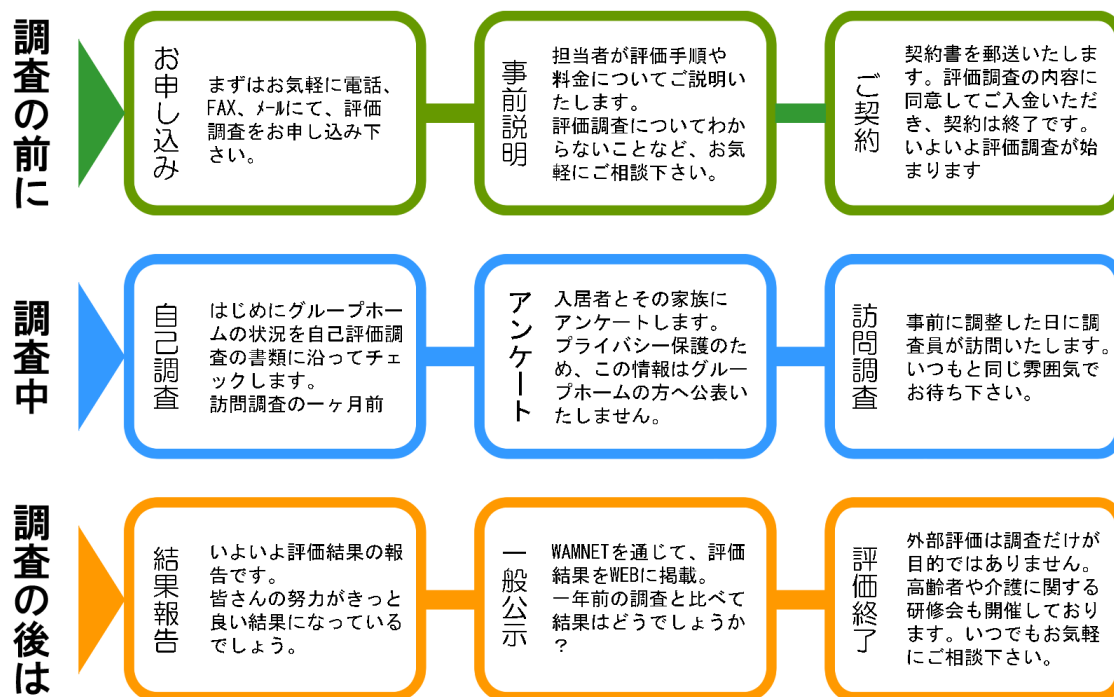 調査の前に
お申し込み
まずはお気軽に電話、
FAX、ﾒｰﾙにて、評価
調査をお申し込み下
さい。
事前説明
担当者が評価手順や
料金についてご説明い
たします。
評価調査についてわか
らないことなど、お気
軽にご相談下さい。
ご契約
契約書を郵送いたしま
す。評価調査の内容に
同意してご入金いただ
き、契約は終了です。
いよいよ評価調査が始
まります
調査中
自己調査
はじめにグループホー
ムの状況を自己評価調
査の書類に沿ってチェ
ックします。
訪問調査の一ヶ月前
アンケート
入居者とその家族に
アンケートします。
プライバシー保護のた
め、この情報はグルー
プホームの方へ公表い
たしません。
訪問調査
事前に調整した日に調
査員が訪問いたします。
いつもと同じ雰囲気で
お待ち下さい。
調査の後は
結果報告
いよいよ評価結果の報
告です。
皆さんの努力がきっと
良い結果になっている
でしょう。
一般公示
WAMNETを通じて、評価
結果をWEBに掲載。
一年前の調査と比べて
結果はどうでしょうか
？
評価終了
外部評価は調査だけが
目的ではありません。
高齢者や介護に関する
研修会も開催しており
ます。いつでもお気軽
にご相談下さい。